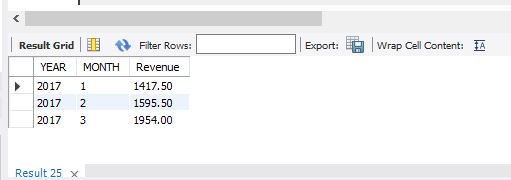 Result Grid Filter Rows: Export: Wrap Cell Content: IA
YEAR MONTH Revenue
2017 1 1417.50
2017 2 1595.50
2017 3 1954.00
Result 25 ×